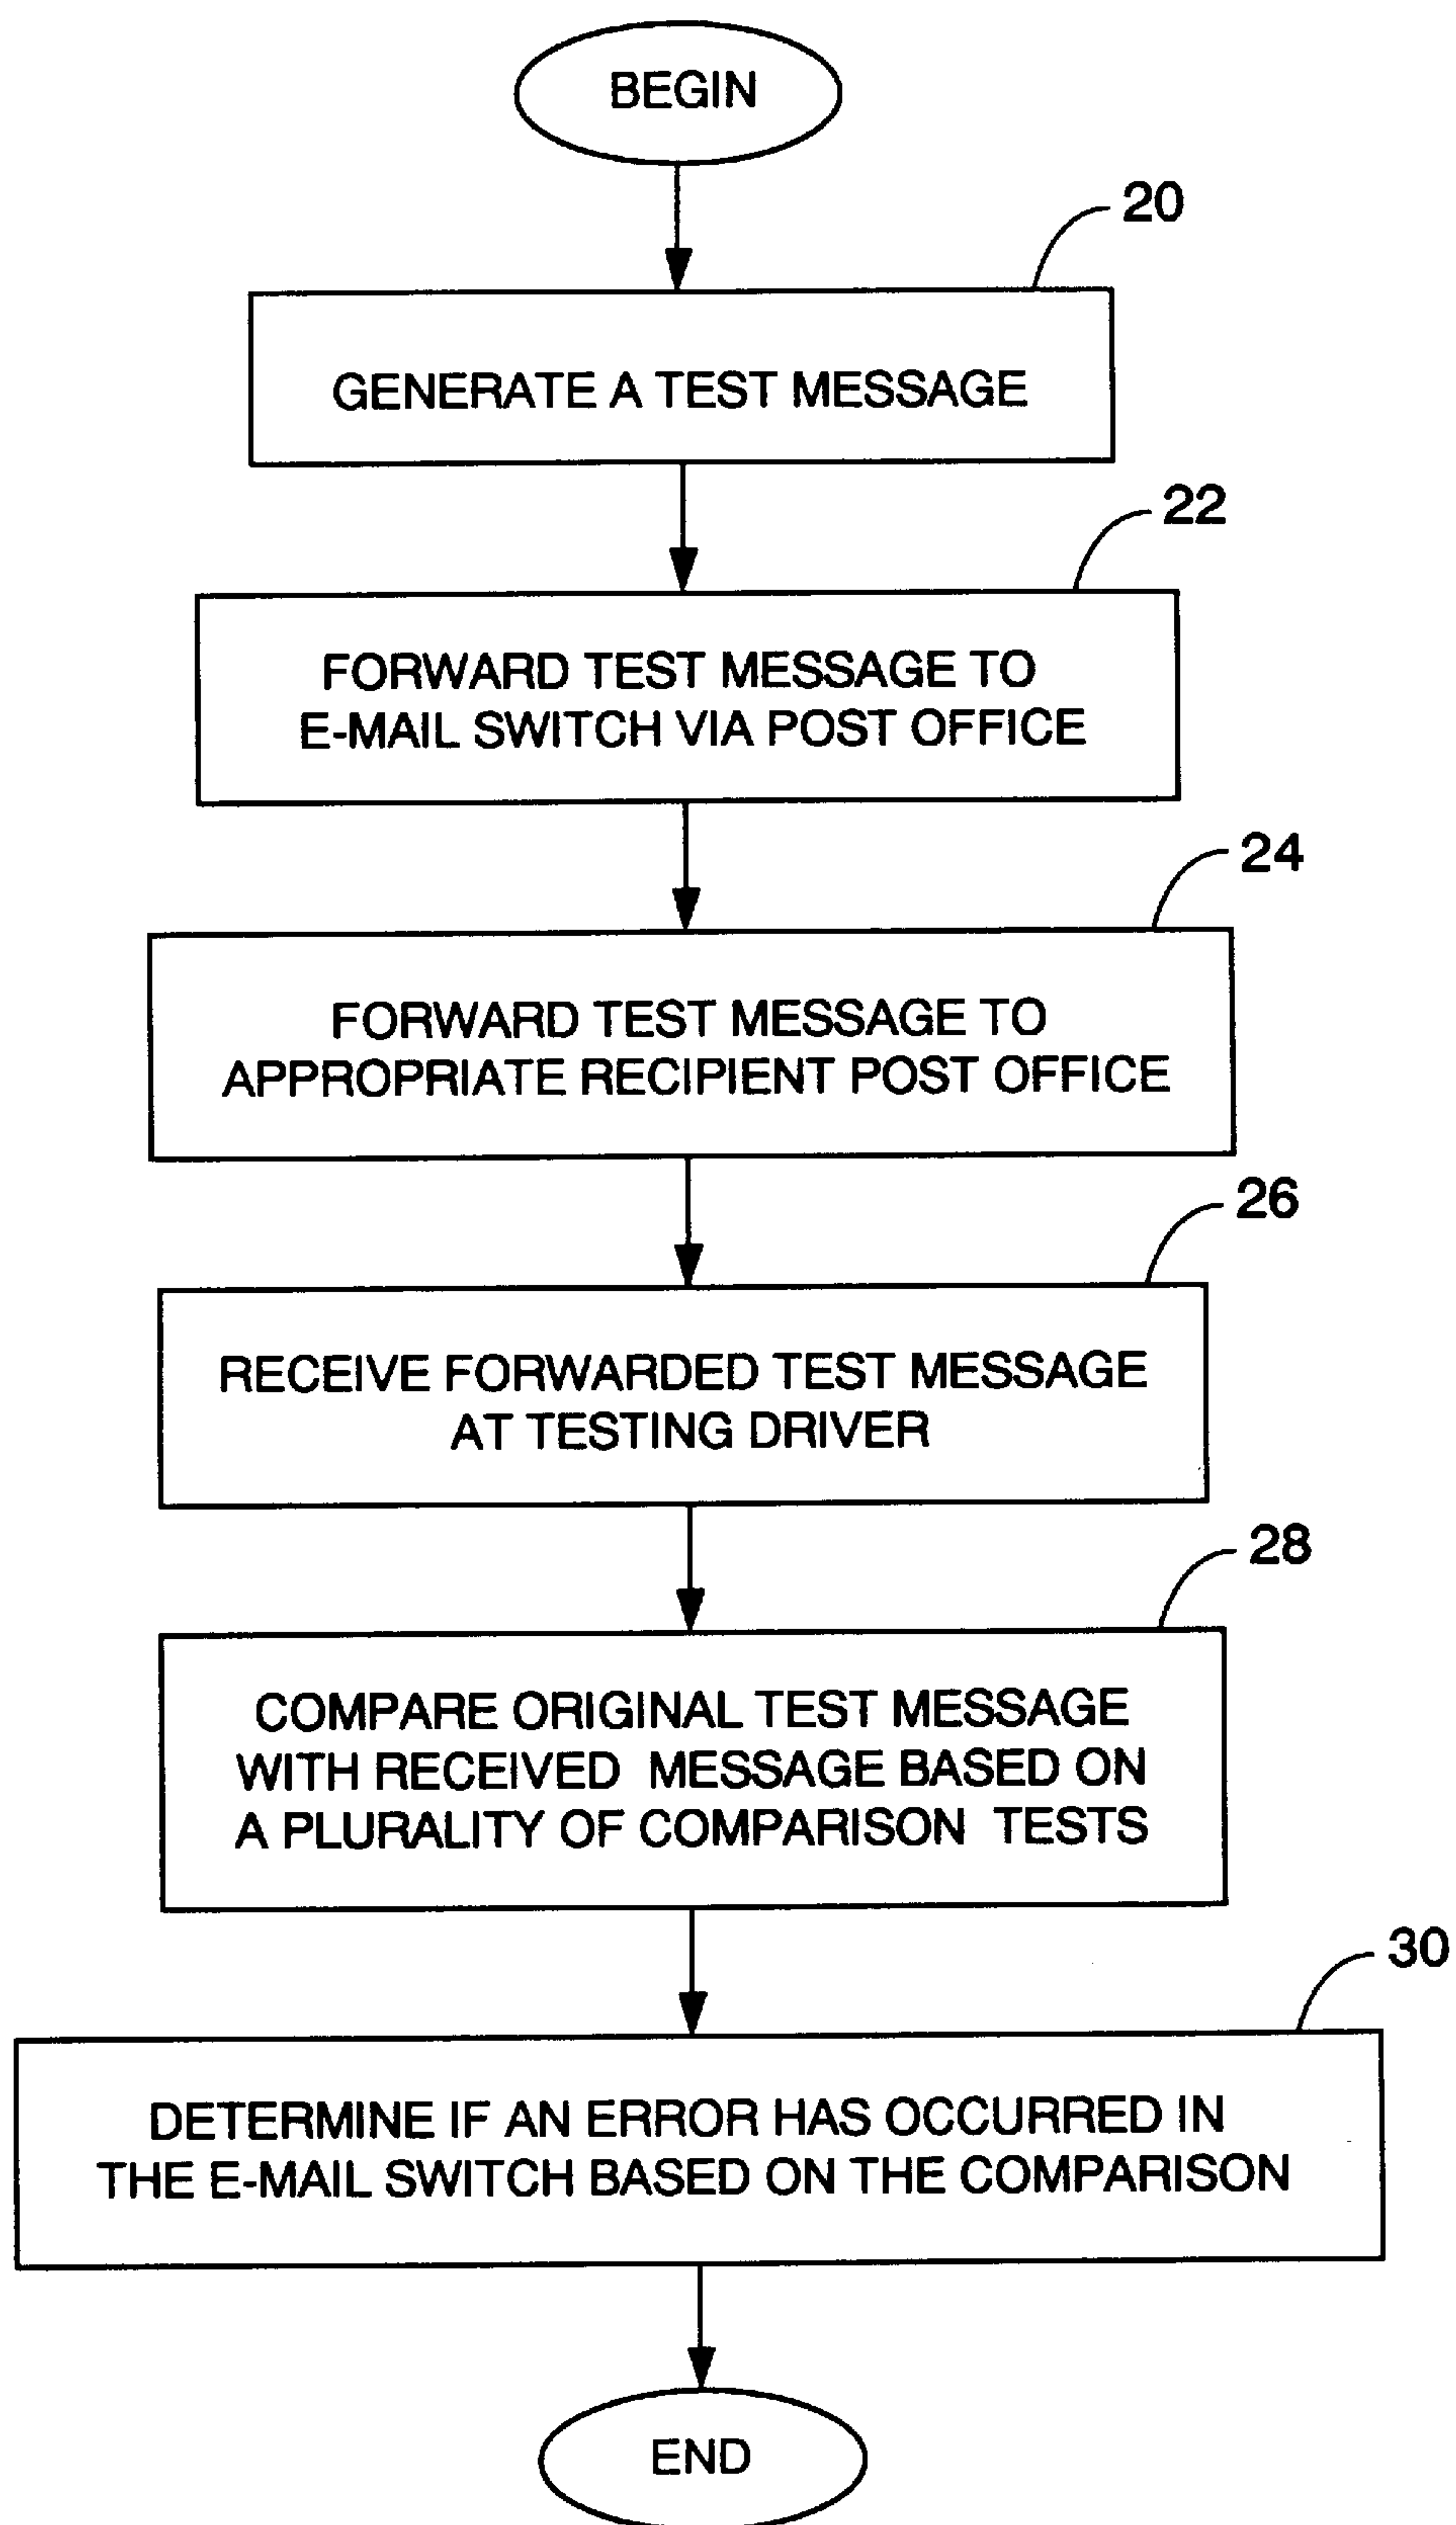 BEGIN
20
GENERATE A TEST MESSAGE
22
FORWARD TEST MESSAGE TO
E-MAIL SWITCH VIA POST OFFICE
24
FORWARD TEST MESSAGE TO
APPROPRIATE RECIPIENT POST OFFICE
26
RECEIVE FORWARDED TEST MESSAGE
AT TESTING DRIVER
28
COMPARE ORIGINAL TEST MESSAGE
WITH RECEIVED MESSAGE BASED ON
A PLURALITY OF COMPARISON TESTS
30
DETERMINE IF AN ERROR HAS OCCURRED IN
THE E-MAIL SWITCH BASED ON THE COMPARISON
END